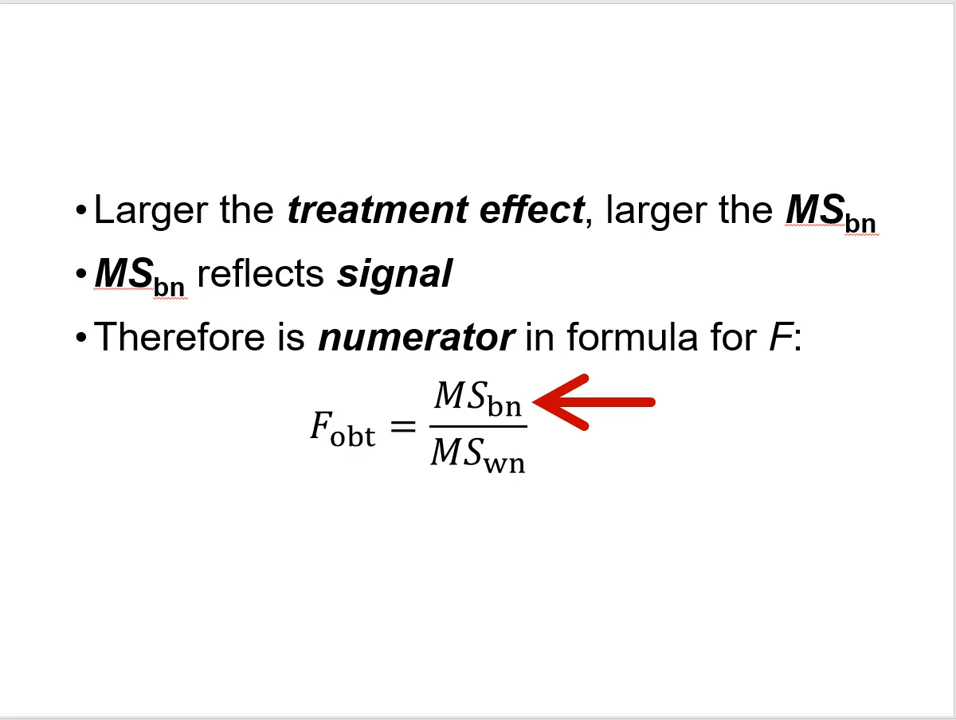 •Larger the treatment effect, larger the MSbn
•MSbn reflects signal
•Therefore is numerator in formula for F:
Fobt = MSbn / MSwn